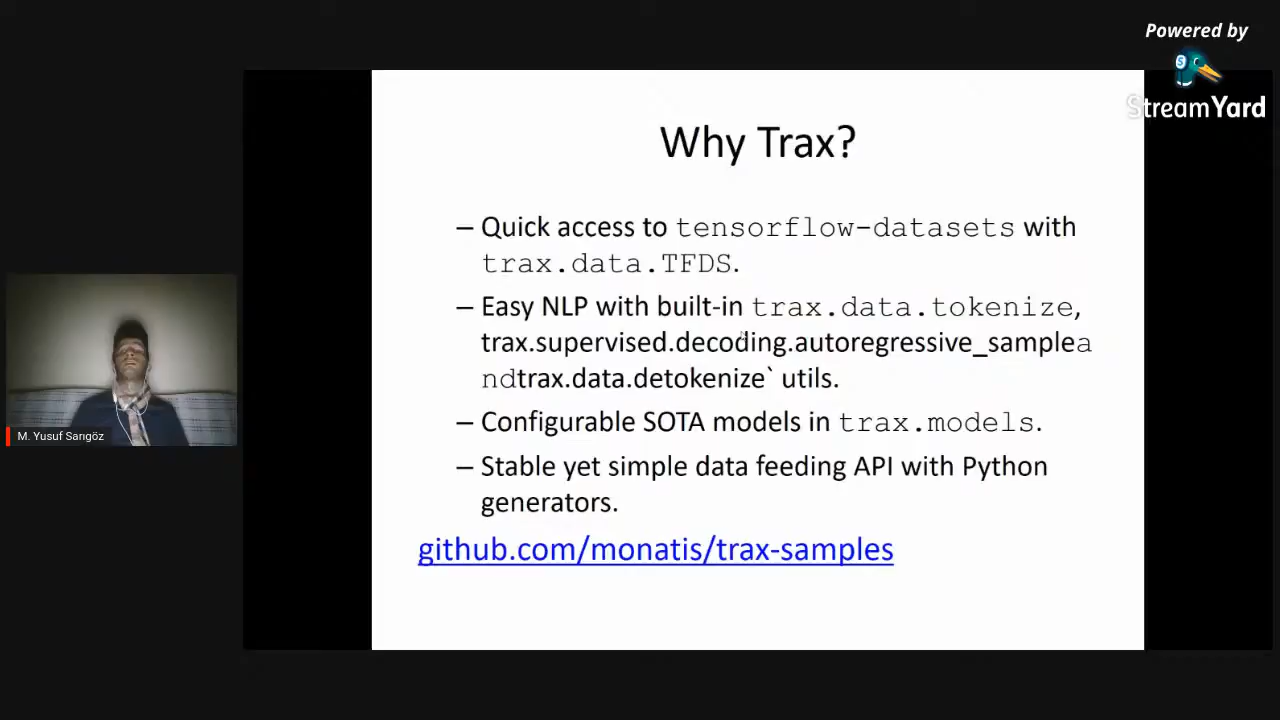 Powered by
StreamYard
Why Trax?
– Quick access to tensorflow-datasets with
trax.data.TFDS.
– Easy NLP with built-in trax.data.tokenize,
trax.supervised.decoding.autoregressive_samplea
ndtrax.data.detokenize` utils.
– Configurable SOTA models in trax.models.
– Stable yet simple data feeding API with Python
generators.
github.com/monatis/trax-samples
M. Yusuf Sarıgöz